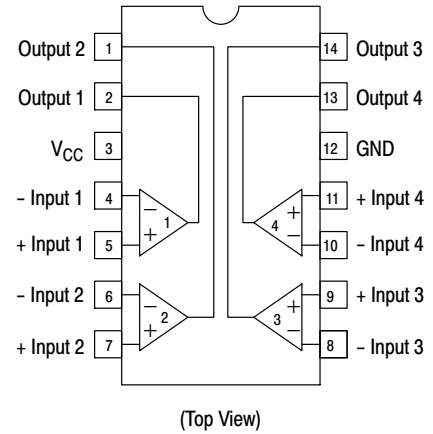 Output 2 1 14 Output 3
Output 1 2 13 Output 4
VCC 3 12 GND
– Input 1 4 – 1 + 4 11 + Input 4
+ Input 1 5 + – 10 – Input 4
– Input 2 6 – 2 + 3 9 + Input 3
+ Input 2 7 + – 8 – Input 3
(Top View)